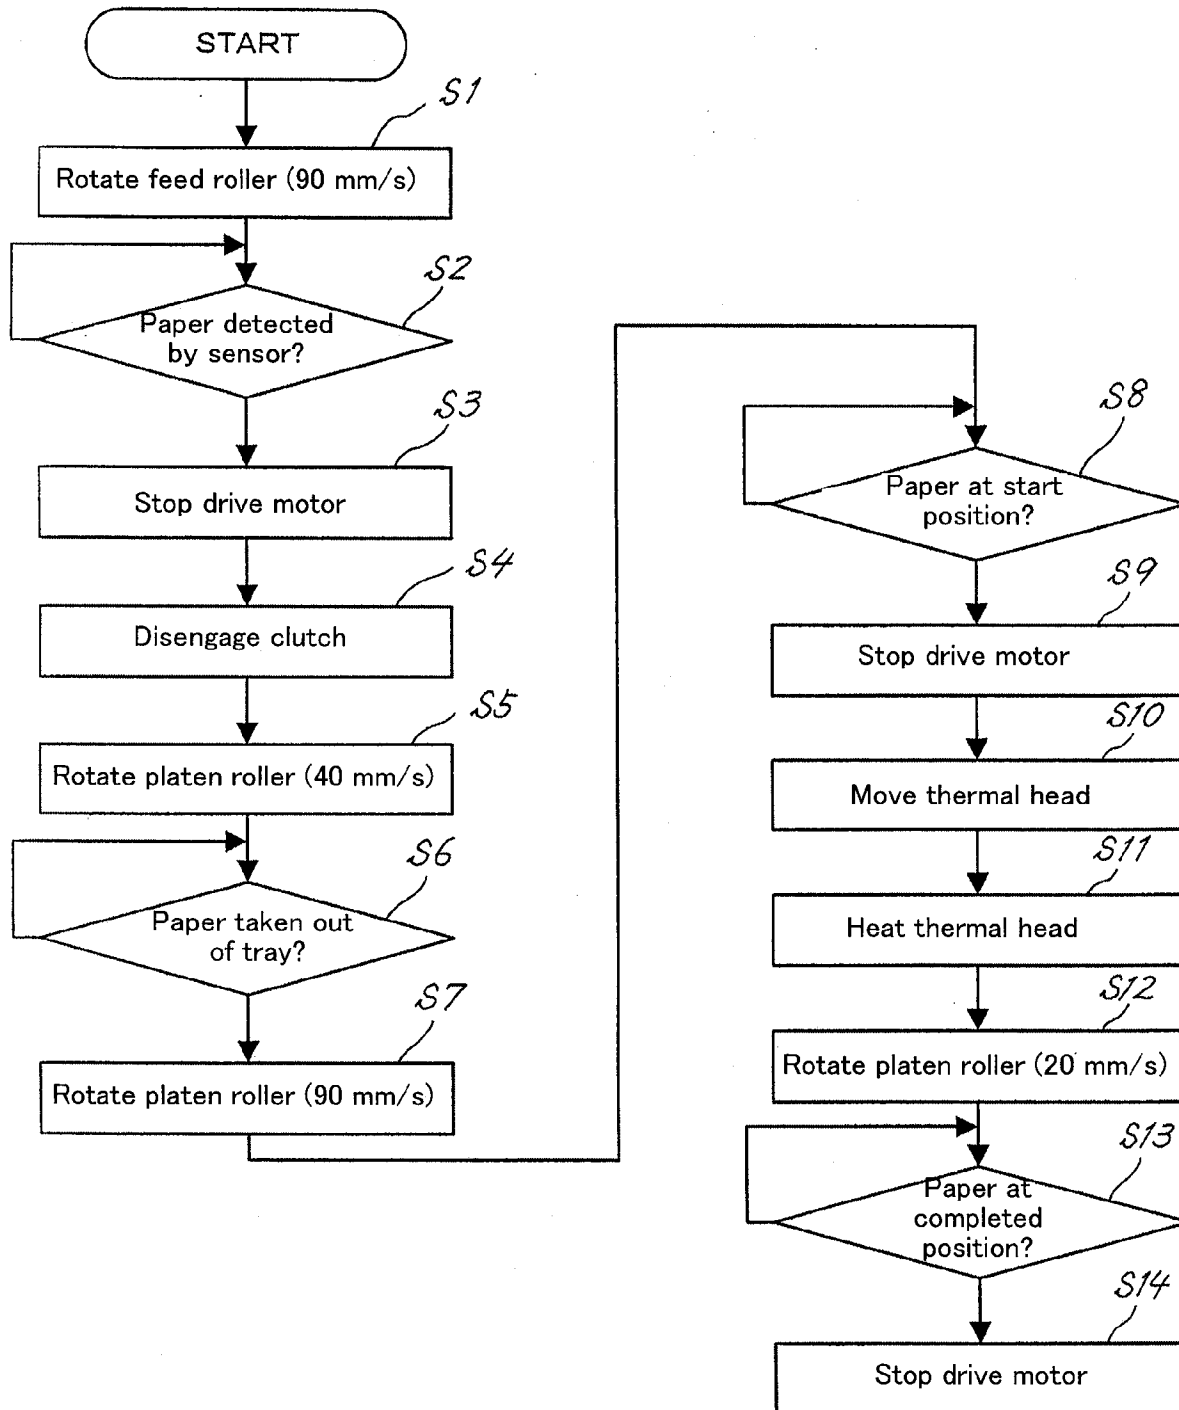 START
S1
Rotate feed roller (90 mm/s)
S2
Paper detected
by sensor?
S3
Stop drive motor
S4
Disengage clutch
S5
Rotate platen roller (40 mm/s)
S6
Paper taken out
of tray?
S7
Rotate platen roller (90 mm/s)
S8
Paper at start
position?
S9
Stop drive motor
S10
Move thermal head
S11
Heat thermal head
S12
Rotate platen roller (20 mm/s)
S13
Paper at
completed
position?
S14
Stop drive motor